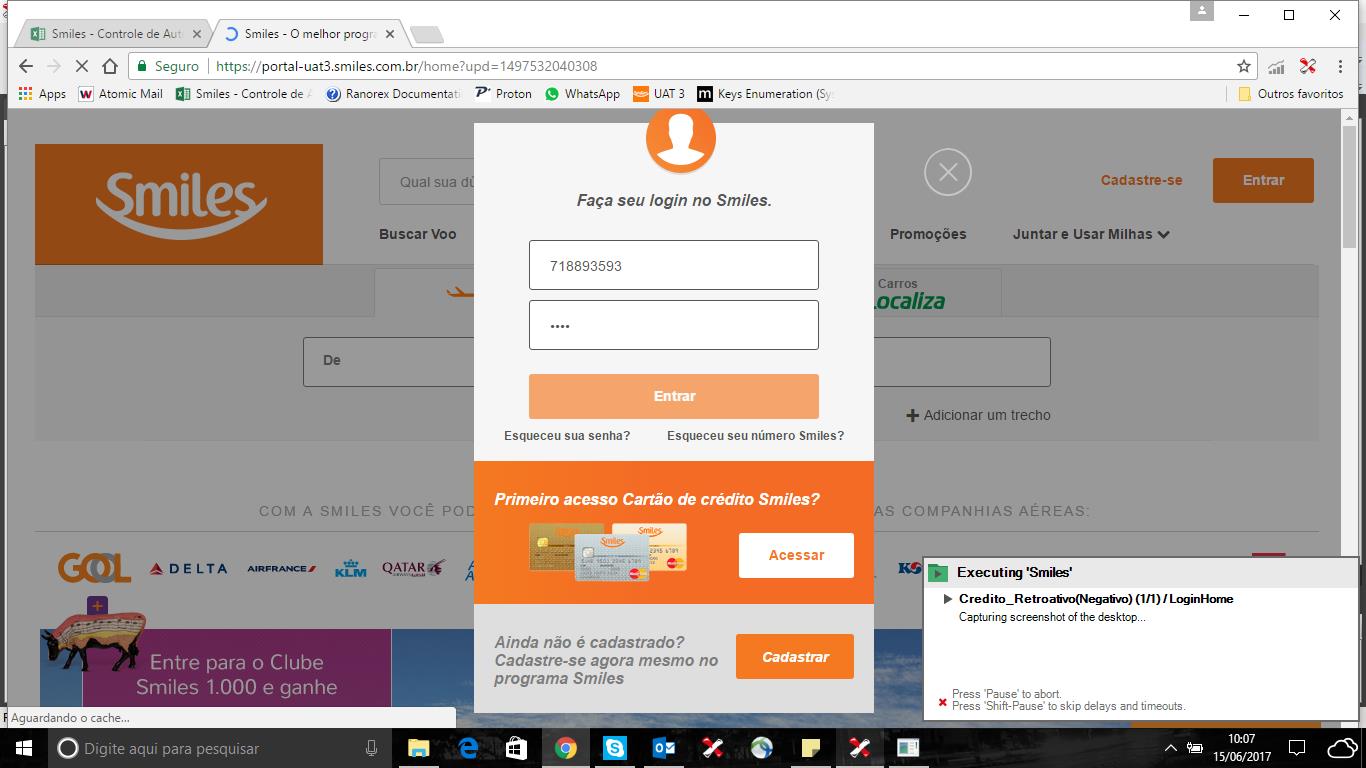 Smiles - Controle de Aut
Smiles - O melhor progra
Seguro
https://portal-uat3.smiles.com.br/home?upd=1497532040308
Apps
Atomic Mail
Smiles - Controle de A
Ranorex Documentati
Proton
WhatsApp
UAT 3
Keys Enumeration (Sy
Outros favoritos
Smiles
Qual sua dú
Cadastre-se
Entrar
Buscar Voo
Promoções
Juntar e Usar Milhas
Carros
Localiza
De
Adicionar um trecho
Faça seu login no Smiles.
718893593
••••
Entrar
Esqueceu sua senha?
Esqueceu seu número Smiles?
Primeiro acesso Cartão de crédito Smiles?
Acessar
Ainda não é cadastrado?
Cadastre-se agora mesmo no
programa Smiles
Cadastrar
COM A SMILES VOCÊ POD
AS COMPANHIAS AÉREAS:
GOL
DELTA
AIRFRANCE
KLM
QATAR
Entre para o Clube
Smiles 1.000 e ganhe
Executing 'Smiles'
Credito_Retroativo(Negativo) (1/1) / LoginHome
Capturing screenshot of the desktop...
Press 'Pause' to abort.
Press 'Shift-Pause' to skip delays and timeouts.
Aguardando o cache...
Digite aqui para pesquisar
10:07
15/06/2017